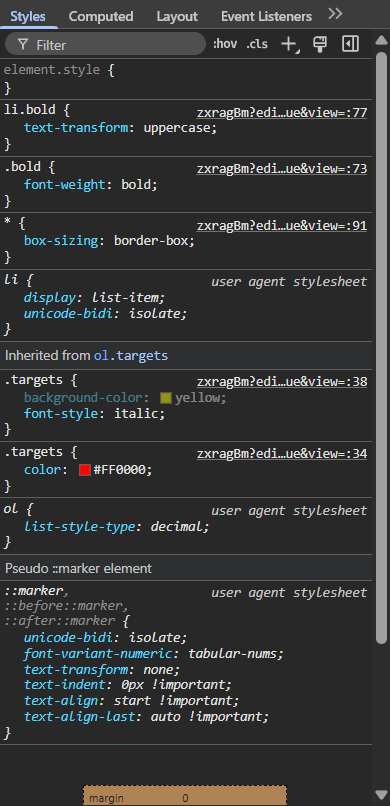 Styles Computed Layout Event Listeners
Filter :hov .cls
element.style {
}
li.bold { zxragBm?edi…ue&view=:77
text-transform: uppercase;
}
.bold { zxragBm?edi…ue&view=:73
font-weight: bold;
}
* { zxragBm?edi…ue&view=:91
box-sizing: border-box;
}
li { user agent stylesheet
display: list-item;
unicode-bidi: isolate;
}
Inherited from ol.targets
.targets { zxragBm?edi…ue&view=:38
background-color: yellow;
font-style: italic;
}
.targets { zxragBm?edi…ue&view=:34
color: #FF0000;
}
ol { user agent stylesheet
list-style-type: decimal;
}
Pseudo ::marker element
::marker, user agent stylesheet
::before::marker,
::after::marker {
unicode-bidi: isolate;
font-variant-numeric: tabular-nums;
text-transform: none;
text-indent: 0px !important;
text-align: start !important;
text-align-last: auto !important;
}
margin 0